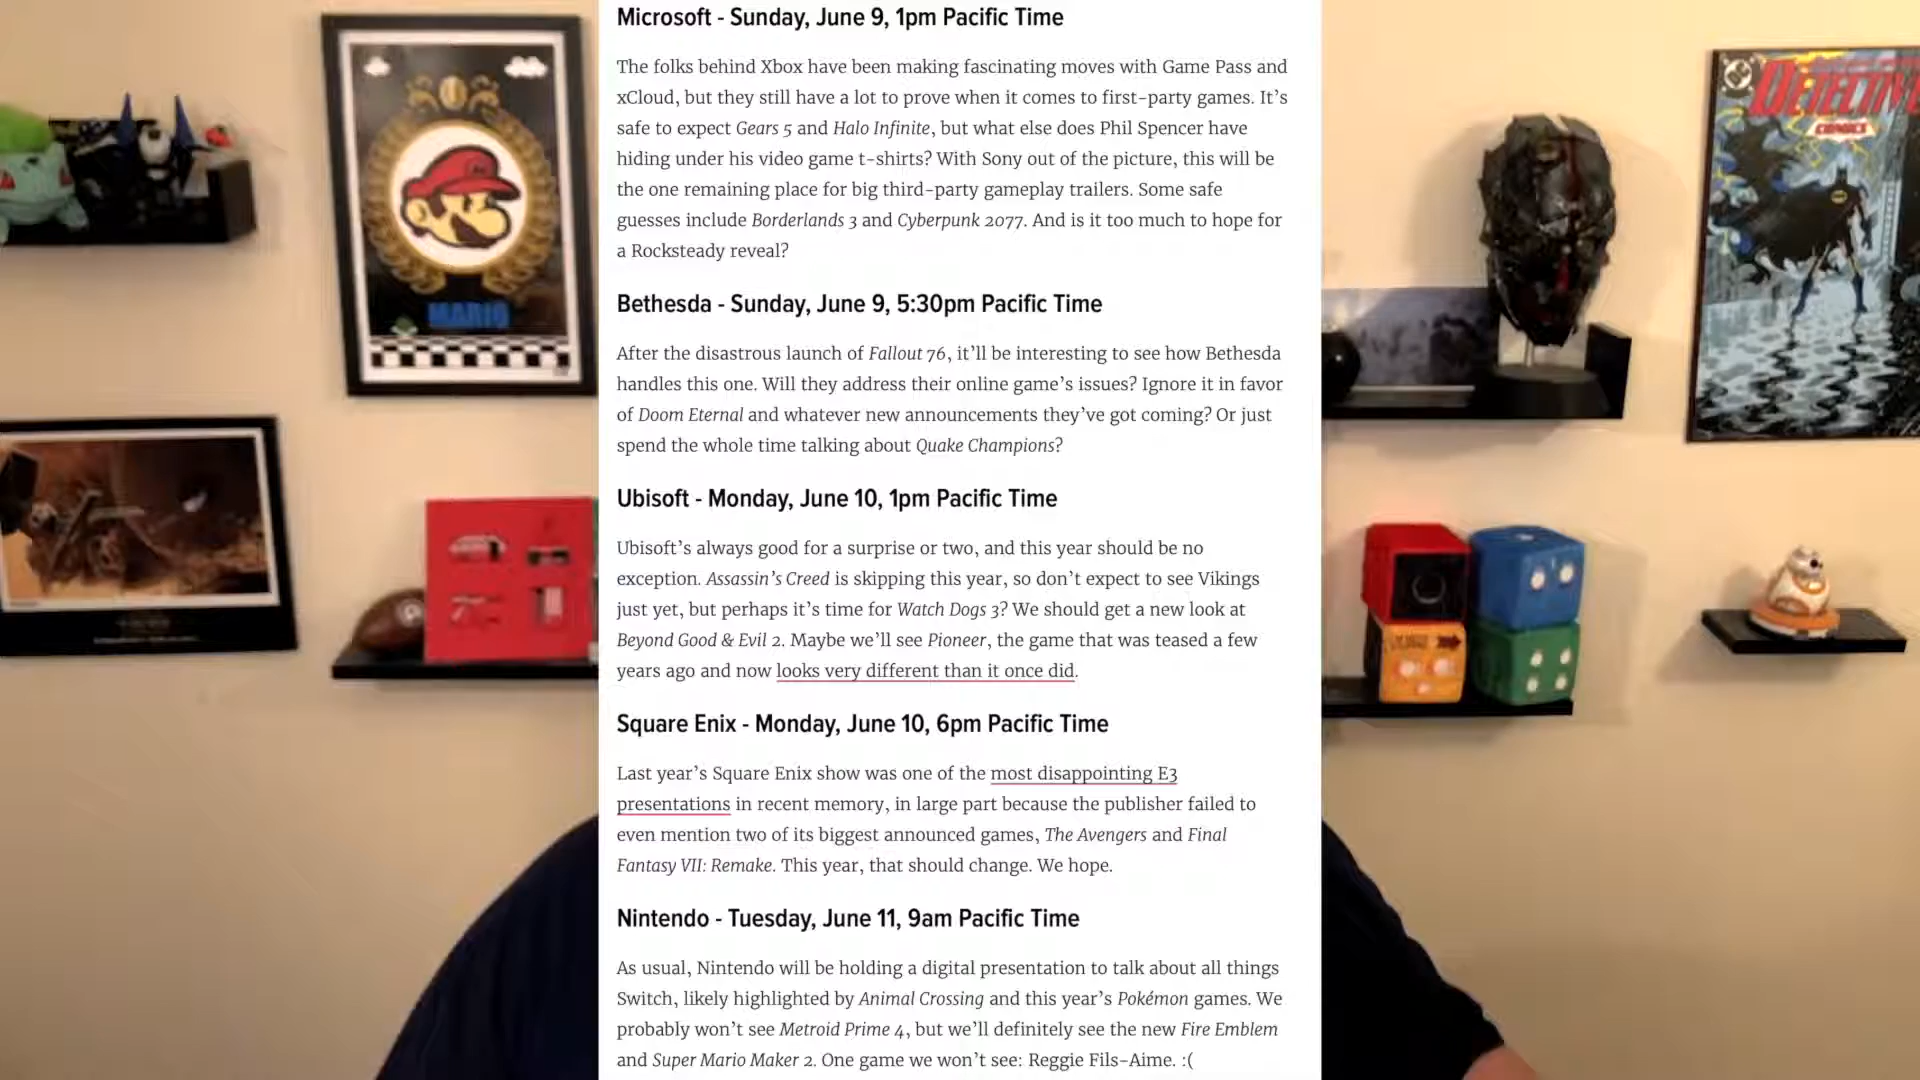 Microsoft - Sunday, June 9, 1pm Pacific Time
The folks behind Xbox have been making fascinating moves with Game Pass and
xCloud, but they still have a lot to prove when it comes to first-party games. It’s
safe to expect Gears 5 and Halo Infinite, but what else does Phil Spencer have
hiding under his video game t-shirts? With Sony out of the picture, this will be
the one remaining place for big third-party gameplay trailers. Some safe
guesses include Borderlands 3 and Cyberpunk 2077. And is it too much to hope for
a Rocksteady reveal?
Bethesda - Sunday, June 9, 5:30pm Pacific Time
After the disastrous launch of Fallout 76, it’ll be interesting to see how Bethesda
handles this one. Will they address their online game’s issues? Ignore it in favor
of Doom Eternal and whatever new announcements they’ve got coming? Or just
spend the whole time talking about Quake Champions?
Ubisoft - Monday, June 10, 1pm Pacific Time
Ubisoft’s always good for a surprise or two, and this year should be no
exception. Assassin’s Creed is skipping this year, so don’t expect to see Vikings
just yet, but perhaps it’s time for Watch Dogs 3? We should get a new look at
Beyond Good & Evil 2. Maybe we’ll see Pioneer, the game that was teased a few
years ago and now looks very different than it once did.
Square Enix - Monday, June 10, 6pm Pacific Time
Last year’s Square Enix show was one of the most disappointing E3
presentations in recent memory, in large part because the publisher failed to
even mention two of its biggest announced games, The Avengers and Final
Fantasy VII: Remake. This year, that should change. We hope.
Nintendo - Tuesday, June 11, 9am Pacific Time
As usual, Nintendo will be holding a digital presentation to talk about all things
Switch, likely highlighted by Animal Crossing and this year’s Pokémon games. We
probably won’t see Metroid Prime 4, but we’ll definitely see the new Fire Emblem
and Super Mario Maker 2. One game we won’t see: Reggie Fils-Aime. :(
MARIO
DC
DETECTIVE
COMICS